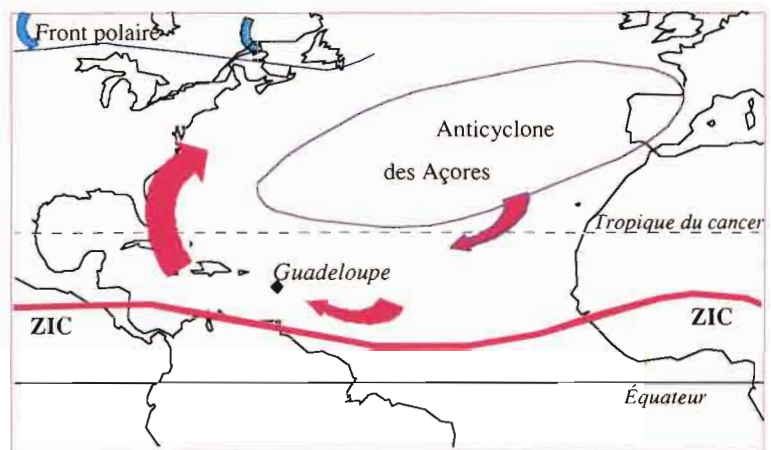 Front polaire
Anticyclone
des Açores
Tropique du cancer
Guadeloupe
ZIC
ZIC
Équateur